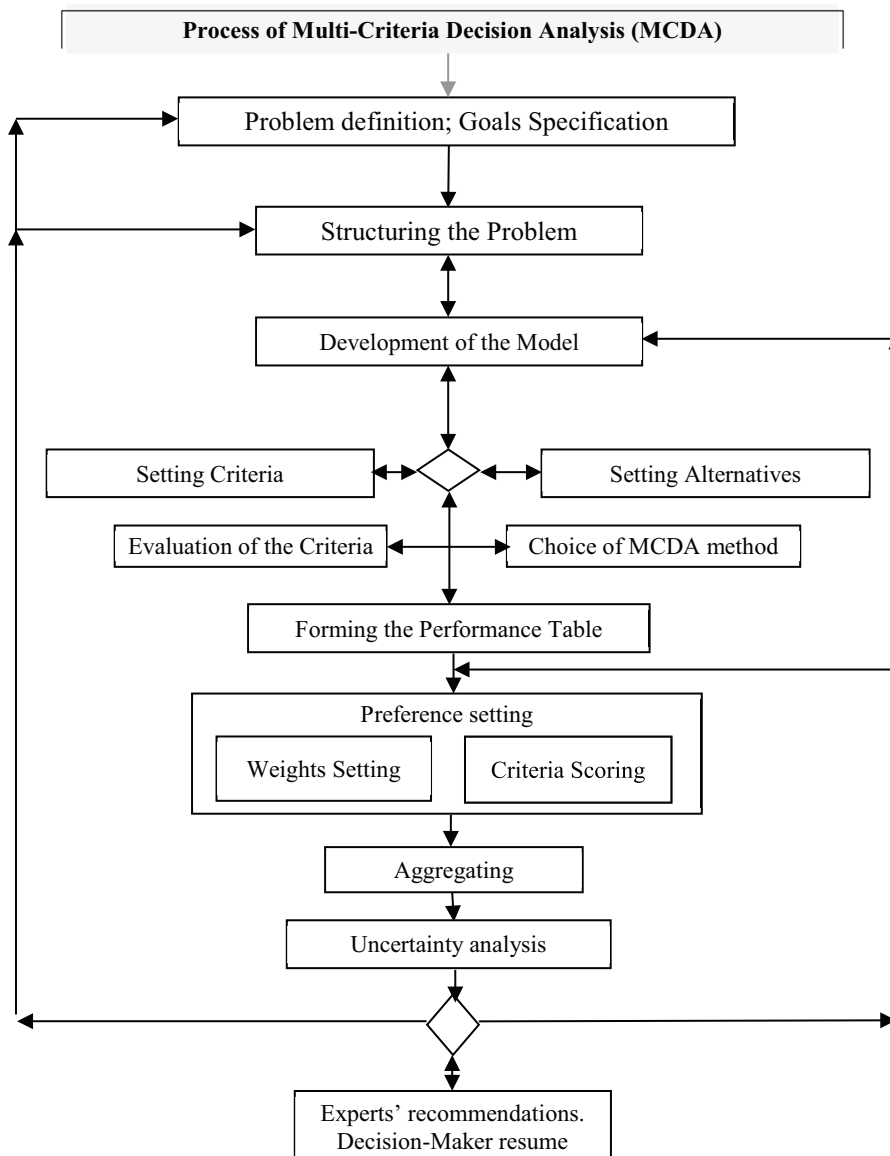 Process of Multi-Criteria Decision Analysis (MCDA)
Problem definition; Goals Specification
Structuring the Problem
Development of the Model
Setting Criteria
Setting Alternatives
Evaluation of the Criteria
Choice of MCDA method
Forming the Performance Table
Preference setting
Weights Setting
Criteria Scoring
Aggregating
Uncertainty analysis
Experts’ recommendations.
Decision-Maker resume